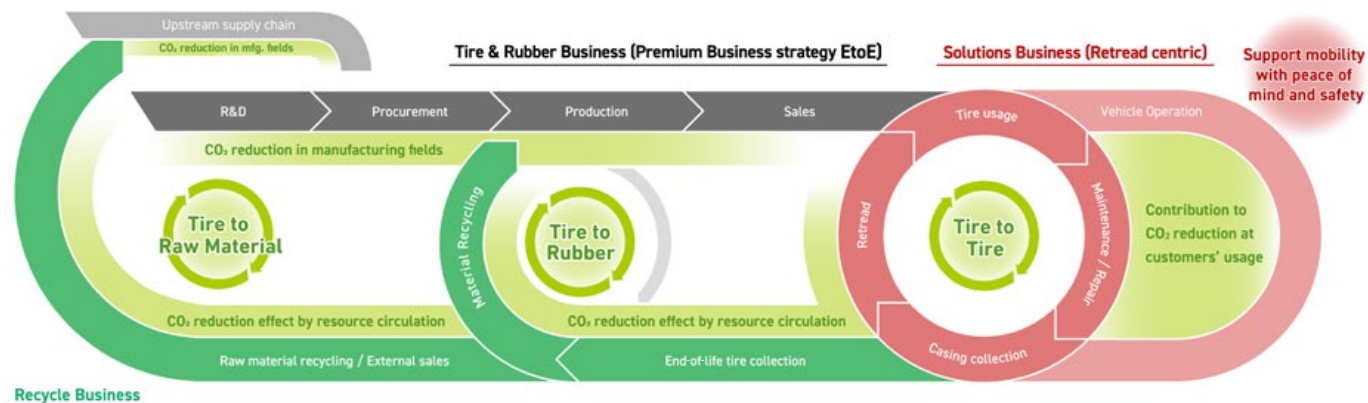 Upstream supply chain
CO₂ reduction in mfg. fields
Tire & Rubber Business (Premium Business strategy EtoE)
Solutions Business (Retread centric)
Support mobility
with peace of
mind and safety
R&D
Procurement
Production
Sales
Tire usage
Vehicle Operation
CO₂ reduction in manufacturing fields
Tire to
Raw Material
Material Recycling
Tire to
Rubber
Retread
Tire to
Tire
Maintenance / Repair
Contribution to
CO₂ reduction at
customers' usage
CO₂ reduction effect by resource circulation
CO₂ reduction effect by resource circulation
Casing collection
Raw material recycling / External sales
End-of-life tire collection
Recycle Business